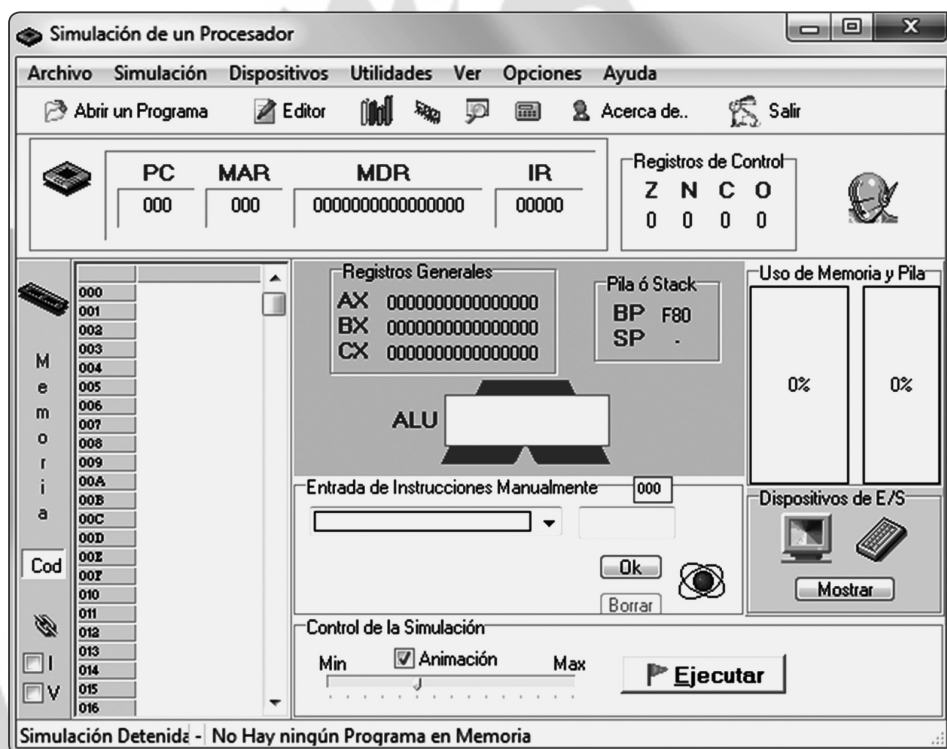 Simulación de un Procesador
Archivo Simulación Dispositivos Utilidades Ver Opciones Ayuda
Abrir un Programa Editor Acerca de.. Salir
PC MAR MDR IR
000 000 0000000000000000 00000
Registros de Control
Z N C O
0 0 0 0
Memoria
Cod
I
V
000
001
002
003
004
005
006
007
008
009
00A
00B
00C
00D
00E
00F
010
011
012
013
014
015
016
Registros Generales
AX 0000000000000000
BX 0000000000000000
CX 0000000000000000
Pila ó Stack
BP F80
SP -
ALU
Uso de Memoria y Pila
0% 0%
Entrada de Instrucciones Manualmente 000
Ok
Borrar
Dispositivos de E/S
Mostrar
Control de la Simulación
Min Animación Max
Ejecutar
Simulación Detenida - No Hay ningún Programa en Memoria